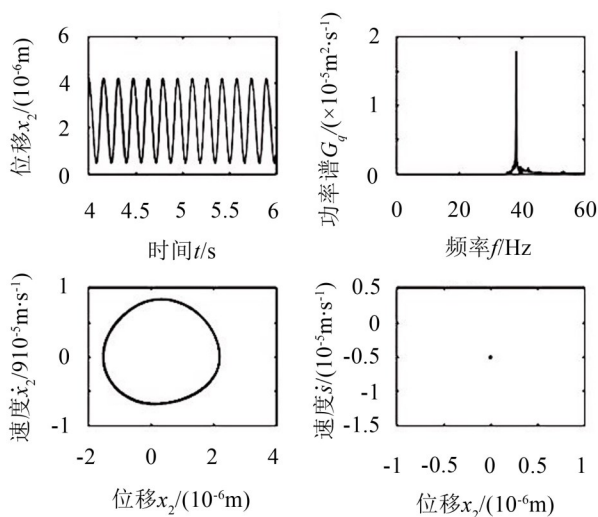 位移x₂/(10⁻⁶m)
6
4
2
0
4 4.5 5 5.5 6
时间t/s
功率谱G_q/(×10⁻⁵m²·s⁻¹)
2
1
0
0 20 40 60
频率f/Hz
速度ẋ₂/910⁻⁵m·s⁻¹)
1
0
-1
-2 0 2 4
位移x₂/(10⁻⁶m)
速度ṡ/(10⁻⁵m·s⁻¹)
0.5
0
-0.5
-1
-1.5
-1 -0.5 0 0.5 1
位移x₂/(10⁻⁶m)